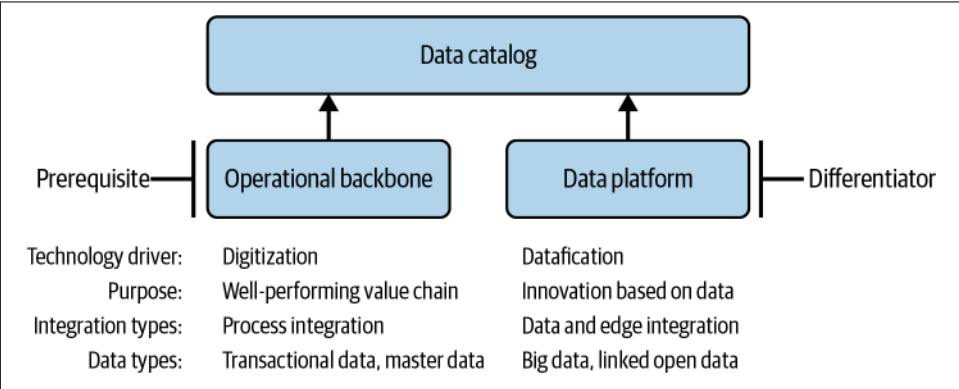 Data catalog
Prerequisite
Operational backbone
Data platform
Differentiator
Technology driver: Digitization Datafication
Purpose: Well-performing value chain Innovation based on data
Integration types: Process integration Data and edge integration
Data types: Transactional data, master data Big data, linked open data